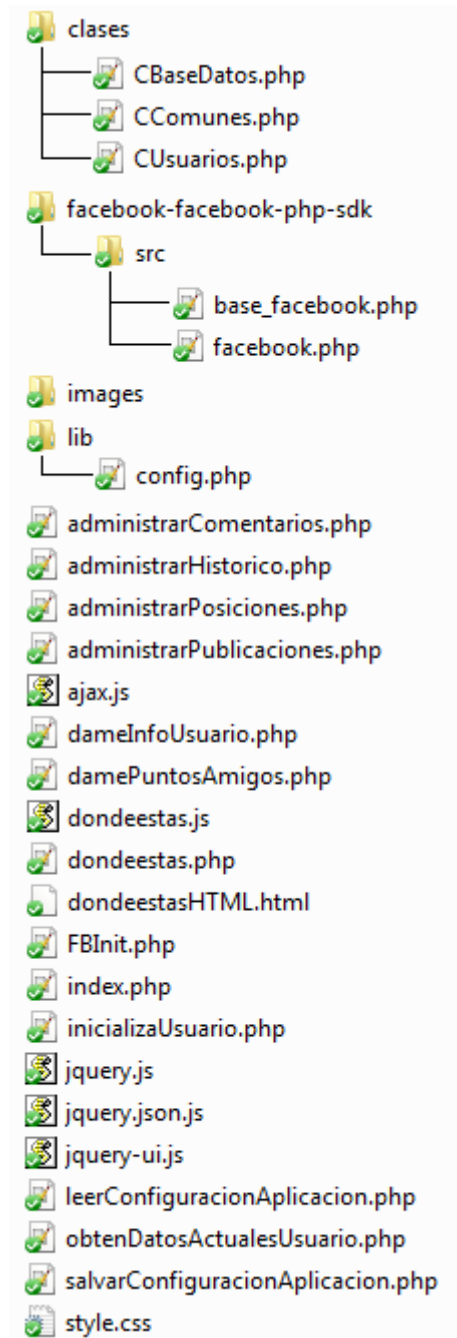 clases
CBaseDatos.php
CComunes.php
CUsuarios.php
facebook-facebook-php-sdk
src
base_facebook.php
facebook.php
images
lib
config.php
administrarComentarios.php
administrarHistorico.php
administrarPosiciones.php
administrarPublicaciones.php
ajax.js
dameInfoUsuario.php
damePuntosAmigos.php
dondeestas.js
dondeestas.php
dondeestasHTML.html
FBInit.php
index.php
inicializaUsuario.php
jquery.js
jquery.json.js
jquery-ui.js
leerConfiguracionAplicacion.php
obtenDatosActualesUsuario.php
salvarConfiguracionAplicacion.php
style.css